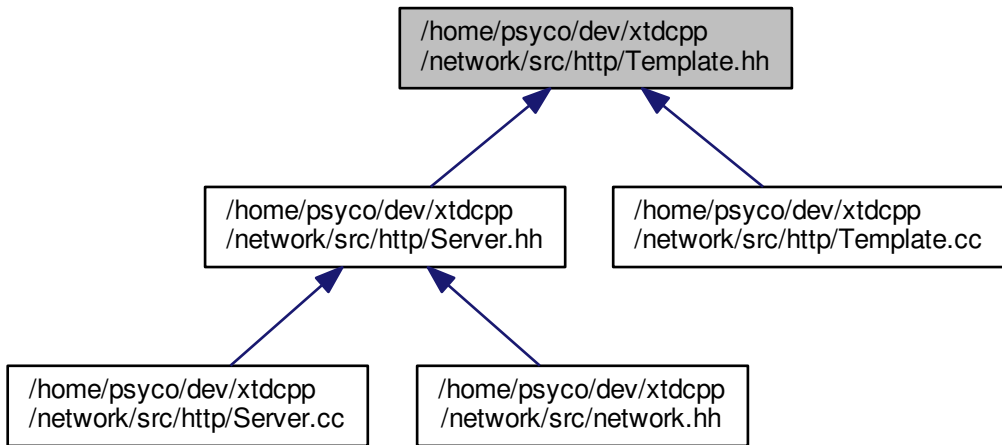 /home/psyco/dev/xtdcpp
/network/src/http/Template.hh
/home/psyco/dev/xtdcpp
/network/src/http/Server.hh
/home/psyco/dev/xtdcpp
/network/src/http/Template.cc
/home/psyco/dev/xtdcpp
/network/src/http/Server.cc
/home/psyco/dev/xtdcpp
/network/src/network.hh